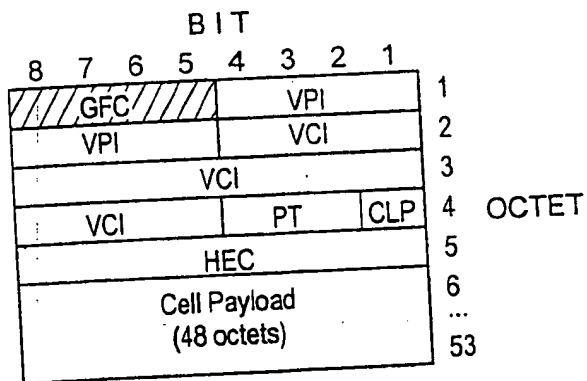 BIT
8 7 6 5 4 3 2 1
GFC VPI 1
VPI VCI 2
VCI 3
VCI PT CLP 4 OCTET
HEC 5
Cell Payload 6
(48 octets) ...
53